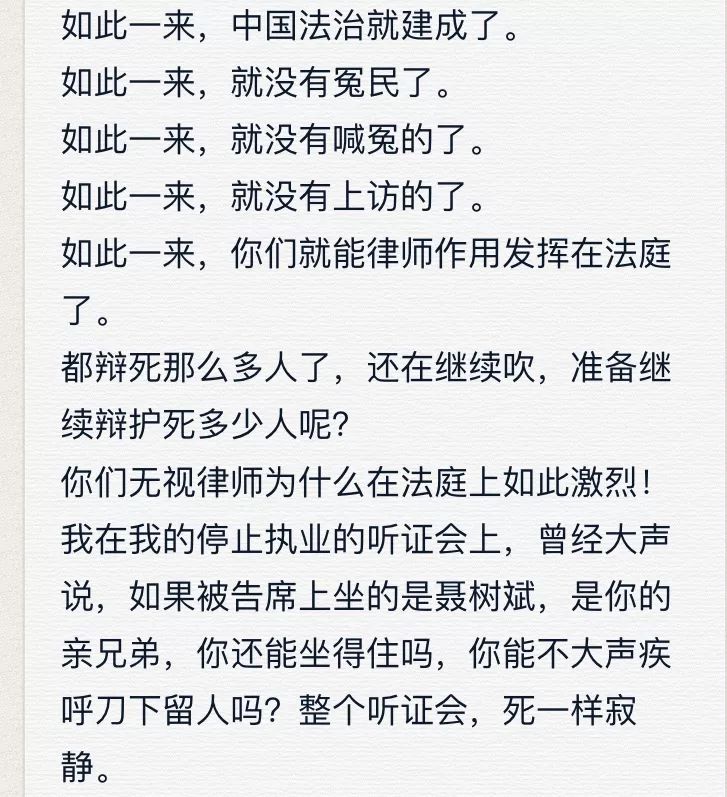 如此一来，中国法治就建成了。
如此一来，就没有冤民了。
如此一来，就没有喊冤的了。
如此一来，就没有上访的了。
如此一来，你们就能律师作用发挥在法庭
了。
都辩死那么多人了，还在继续吹，准备继
续辩护死多少人呢？
你们无视律师为什么在法庭上如此激烈！
我在我的停止执业的听证会上，曾经大声
说，如果被告席上坐的是聂树斌，是你的
亲兄弟，你还能坐得住吗，你能不大声疾
呼刀下留人吗？整个听证会，死一样寂
静。